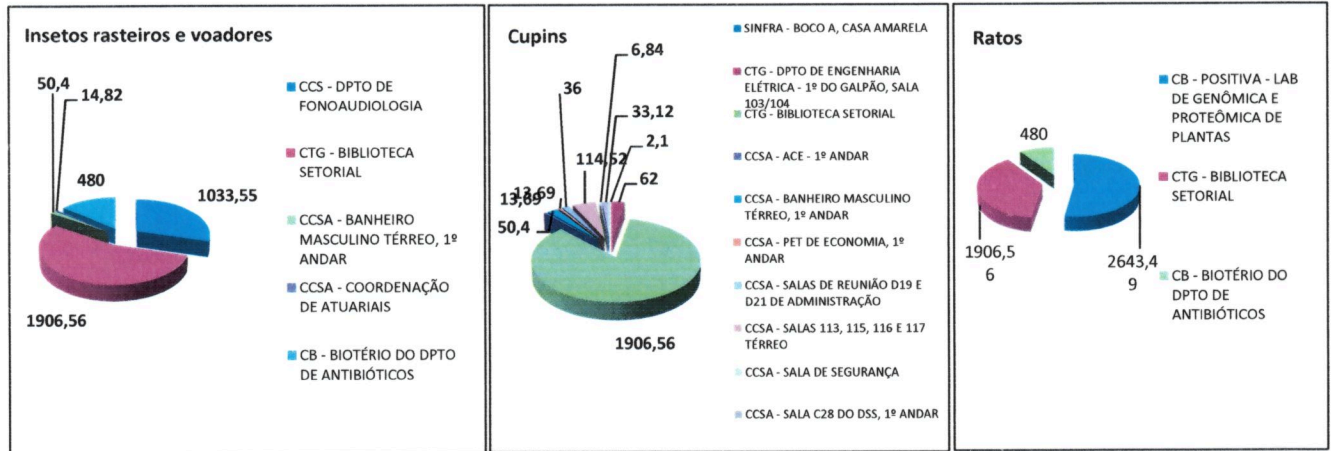 Insetos rasteiros e voadores
50,4
14,82
480
1033,55
1906,56
CCS - DPTO DE
FONOAUDIOLOGIA
CTG - BIBLIOTECA
SETORIAL
CCSA - BANHEIRO
MASCULINO TÉRREO, 1º
ANDAR
CCSA - COORDENAÇÃO
DE ATUARIAIS
CB - BIOTÉRIO DO DPTO
DE ANTIBIÓTICOS
Cupins
6,84
36
33,12
2,1
114,52
62
13,69
13,69
50,4
1906,56
SINFRA - BOCO A, CASA AMARELA
CTG - DPTO DE ENGENHARIA
ELÉTRICA - 1º DO GALPÃO, SALA
103/104
CTG - BIBLIOTECA SETORIAL
CCSA - ACE - 1º ANDAR
CCSA - BANHEIRO MASCULINO
TÉRREO, 1º ANDAR
CCSA - PET DE ECONOMIA, 1º
ANDAR
CCSA - SALAS DE REUNIÃO D19 E
D21 DE ADMINISTRAÇÃO
CCSA - SALAS 113, 115, 116 E 117
TÉRREO
CCSA - SALA DE SEGURANÇA
CCSA - SALA C28 DO DSS, 1º ANDAR
Ratos
480
1906,5
6
2643,4
9
CB - POSITIVA - LAB
DE GENÔMICA E
PROTEÔMICA DE
PLANTAS
CTG - BIBLIOTECA
SETORIAL
CB - BIOTÉRIO DO
DPTO DE
ANTIBIÓTICOS